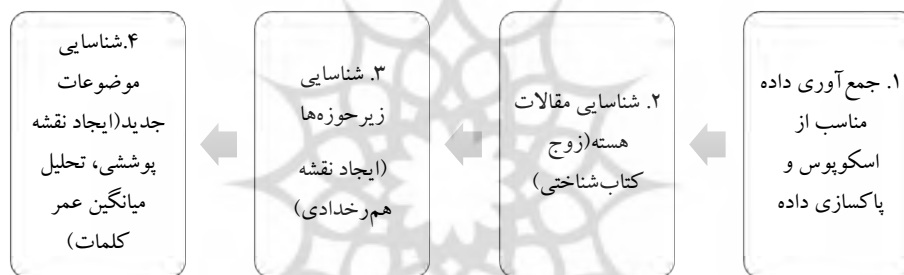 ۱. جمع‌آوری داده
مناسب از
اسکوپوس و
پاکسازی داده
۲. شناسایی مقالات
هسته(زوج
کتاب‌شناختی)
۳. شناسایی
زیرحوزه‌ها
(ایجاد نقشه
هم‌رخدادی)
۴.شناسایی
موضوعات
جدید(ایجاد نقشه
پوششی، تحلیل
میانگین عمر
کلمات)